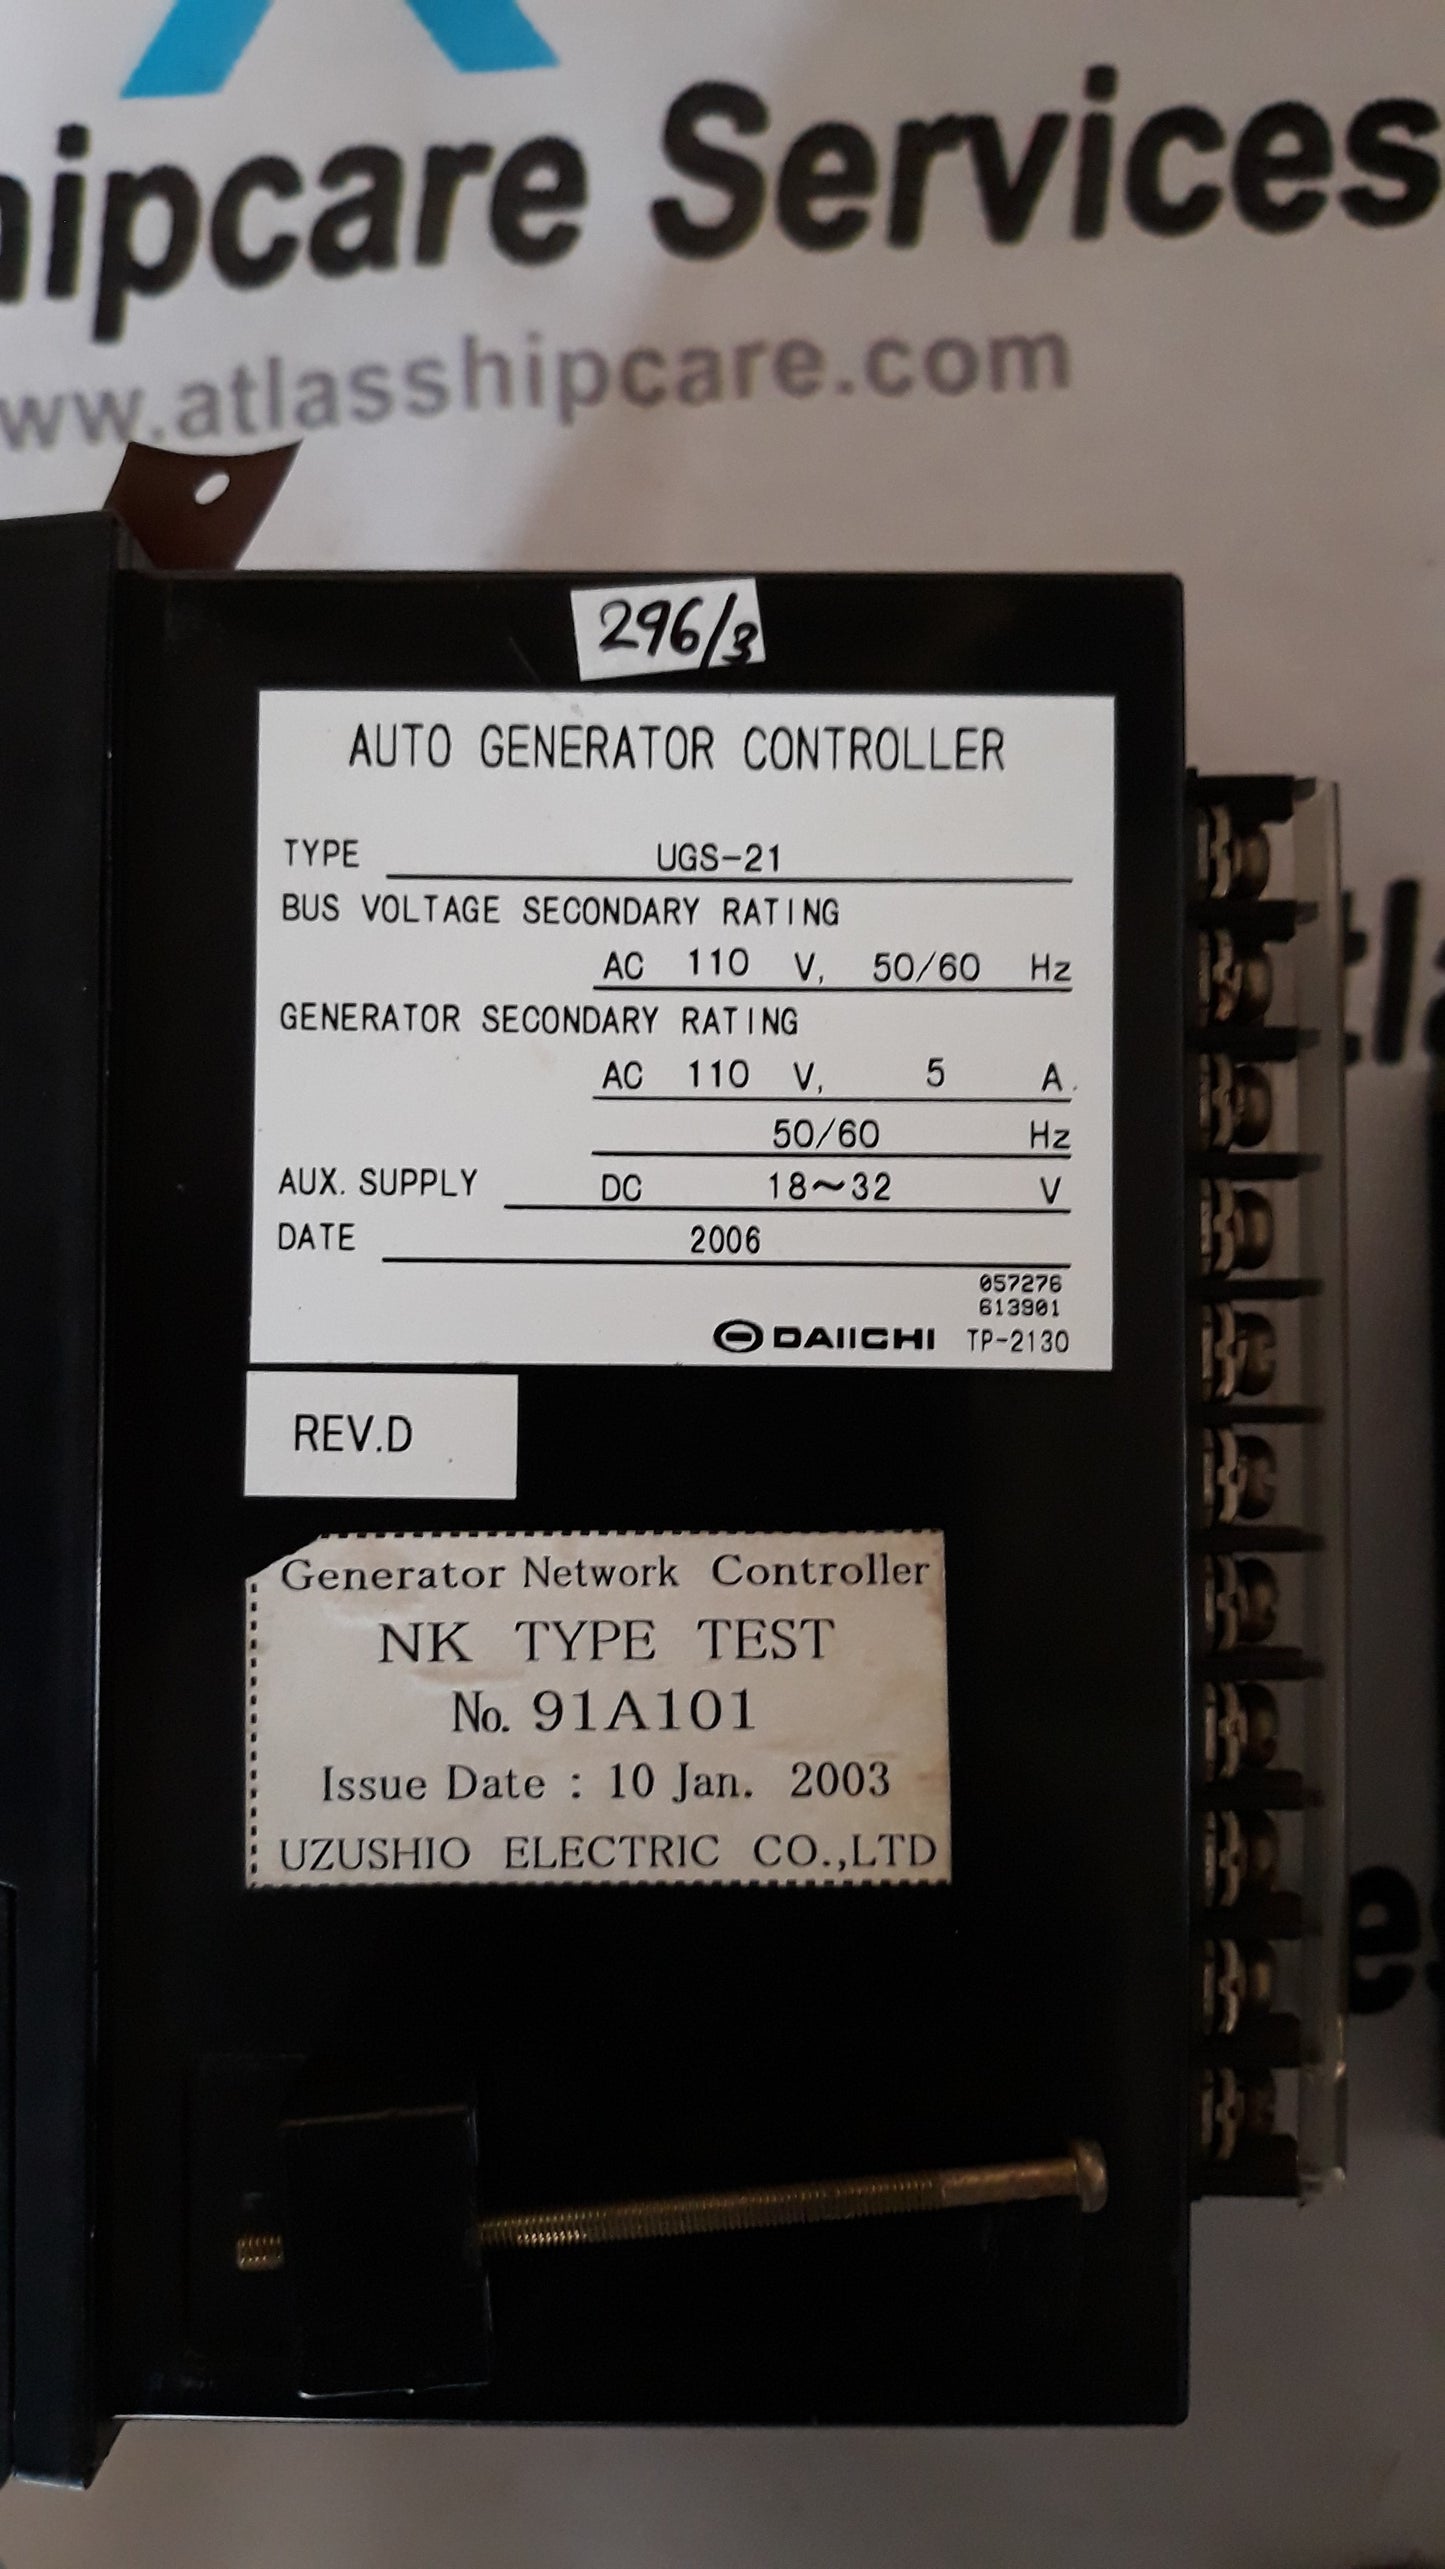 hipcare Services
ww.atlasshipcare.com
296/3
AUTO GENERATOR CONTROLLER
TYPE UGS-21
BUS VOLTAGE SECONDARY RATING
AC 110 V, 50/60 Hz
GENERATOR SECONDARY RATING
AC 110 V, 5 A.
50/60 Hz
AUX. SUPPLY DC 18~32 V
DATE 2006
057276
613901
DAIICHI TP-2130
REV.D
Generator Network Controller
NK TYPE TEST
No. 91A101
Issue Date : 10 Jan. 2003
UZUSHIO ELECTRIC CO.,LTD